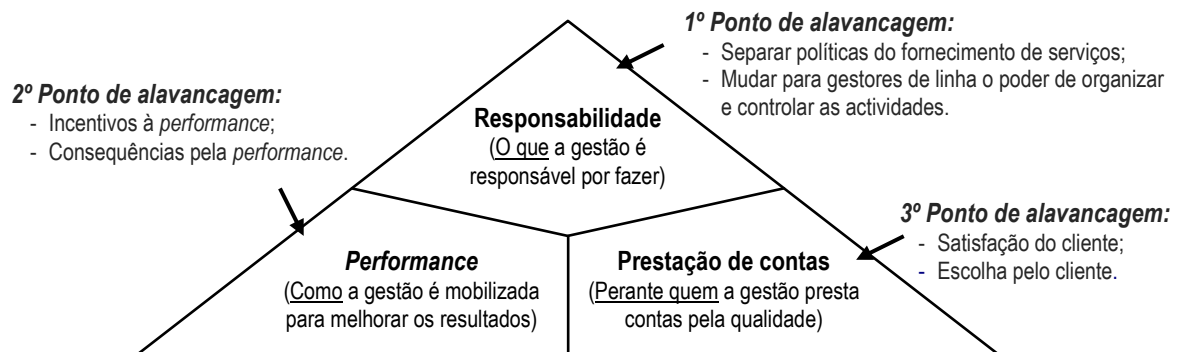 1º Ponto de alavancagem:
- Separar políticas do fornecimento de serviços;
- Mudar para gestores de linha o poder de organizar
e controlar as actividades.
2º Ponto de alavancagem:
- Incentivos à performance;
- Consequências pela performance.
Responsabilidade
(O que a gestão é
responsável por fazer)
3º Ponto de alavancagem:
- Satisfação do cliente;
- Escolha pelo cliente.
Performance
(Como a gestão é mobilizada
para melhorar os resultados)
Prestação de contas
(Perante quem a gestão presta
contas pela qualidade)